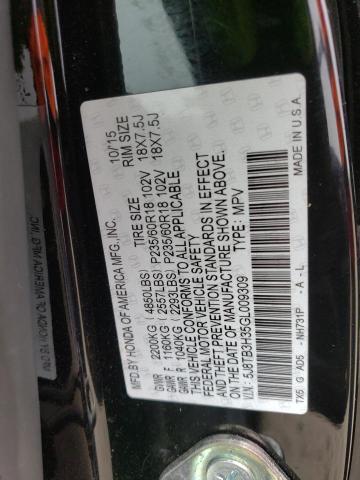 MFD. BY HONDA OF AMERICA MFG., INC. 10/15
TIRE SIZE RIM SIZE
GVWR 2200KG (4850LBS) P235/60R18 102V 18X7.5J
GAWR F 1160KG (2557LBS) P235/60R18 102V 18X7.5J
GAWR R 1040KG (2293LBS)
THIS VEHICLE CONFORMS TO ALL APPLICABLE
FEDERAL MOTOR VEHICLE SAFETY
AND THEFT PREVENTION STANDARDS IN EFFECT
ON THE DATE OF MANUFACTURE SHOWN ABOVE.
V.I.N.: 5J8TB3H35GL009309 TYPE: MPV
TX5 G AD5 - NH731P - A - L MADE IN U.S.A.